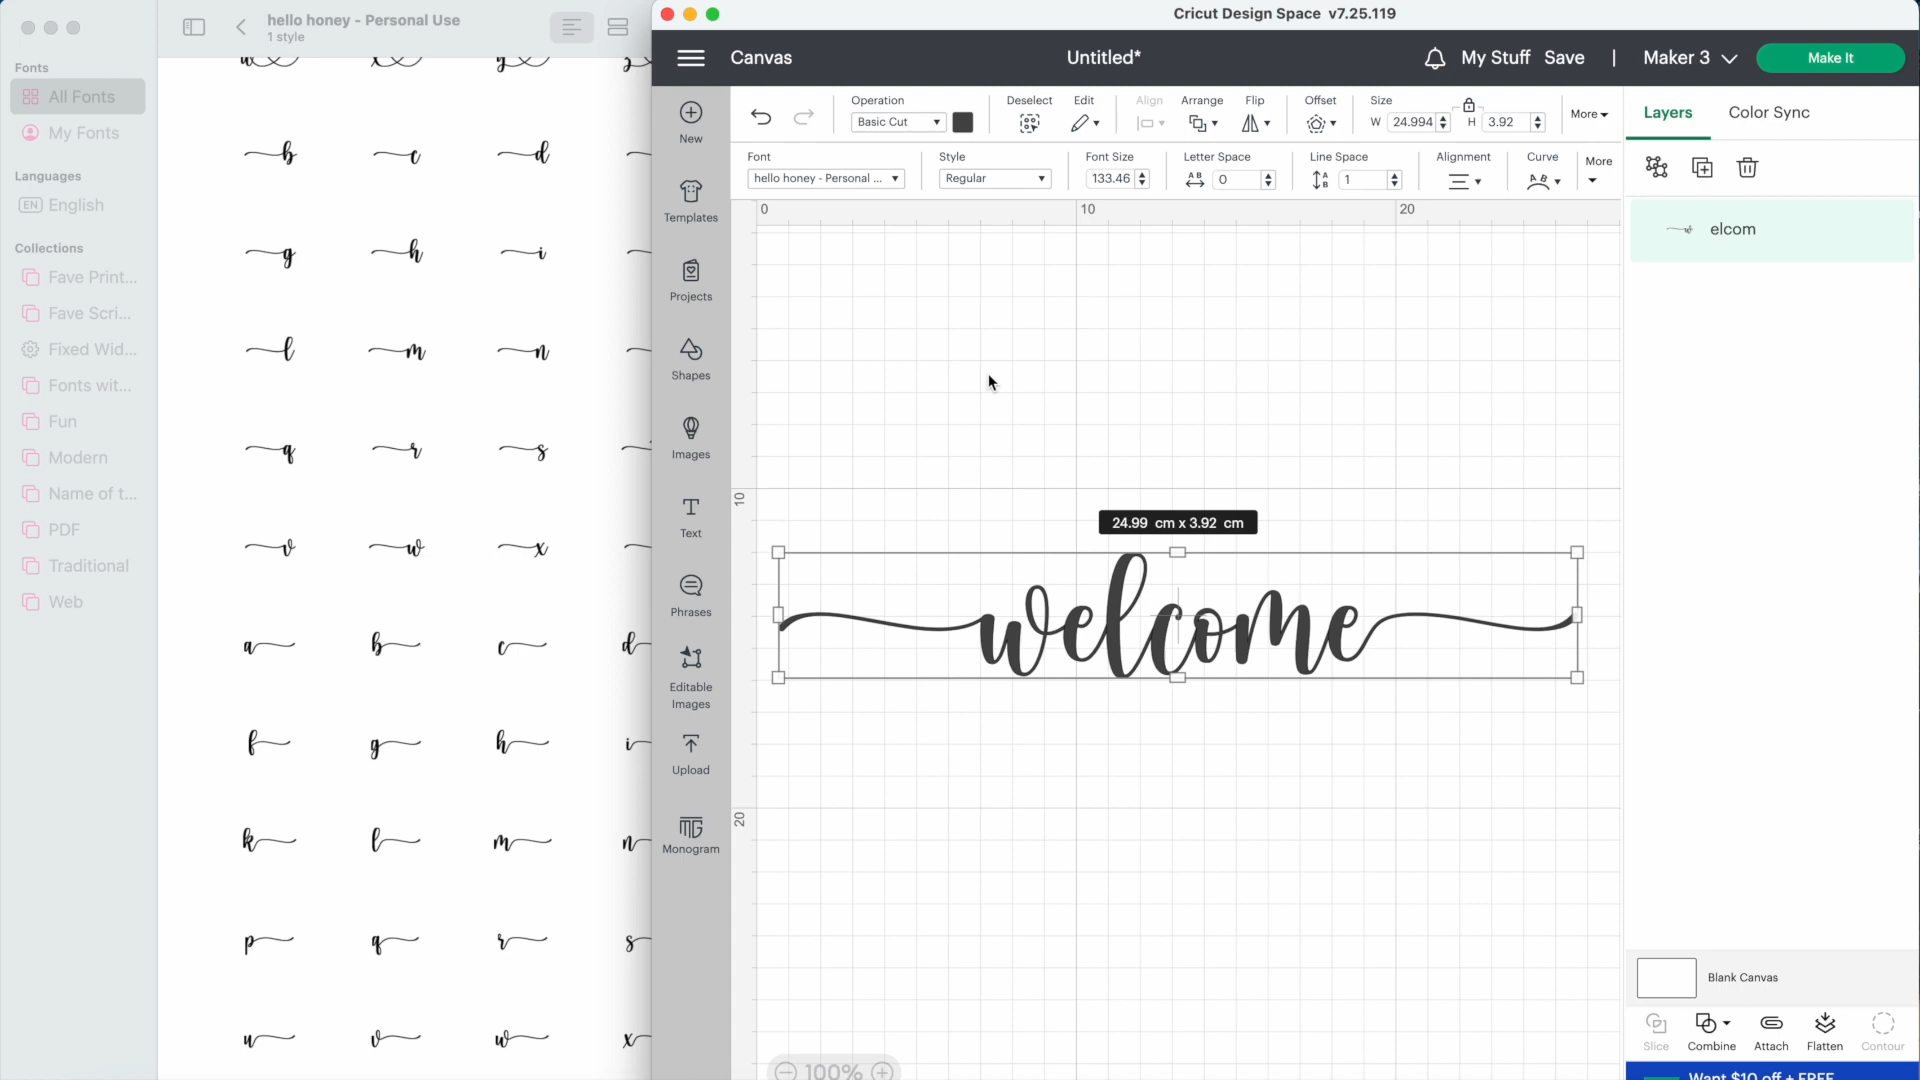 hello honey - Personal Use
1 style
Fonts
All Fonts
My Fonts
Languages
EN English
Collections
Fave Print...
Fave Scri...
Fixed Wid...
Fonts wit...
Fun
Modern
Name of t...
PDF
Traditional
Web
w x y z
b c d
g h i
l m n
q r s
v w x
a b c d
f g h i
k l m n
p q r s
u v w x
Cricut Design Space v7.25.119
Canvas
Untitled*
My Stuff Save | Maker 3
Make It
New
Templates
Projects
Shapes
Images
Text
Phrases
Editable
Images
Upload
Monogram
Operation
Basic Cut
Deselect
Edit
Align
Arrange
Flip
Offset
Size
W 24.994
H 3.92
More
Font
hello honey - Personal ...
Style
Regular
Font Size
133.46
Letter Space
0
Line Space
1
Alignment
Curve
More
0 10 20
10
20
24.99 cm x 3.92 cm
welcome
100%
Layers
Color Sync
elcom
Blank Canvas
Slice
Combine
Attach
Flatten
Contour
Want $10 off + FREE